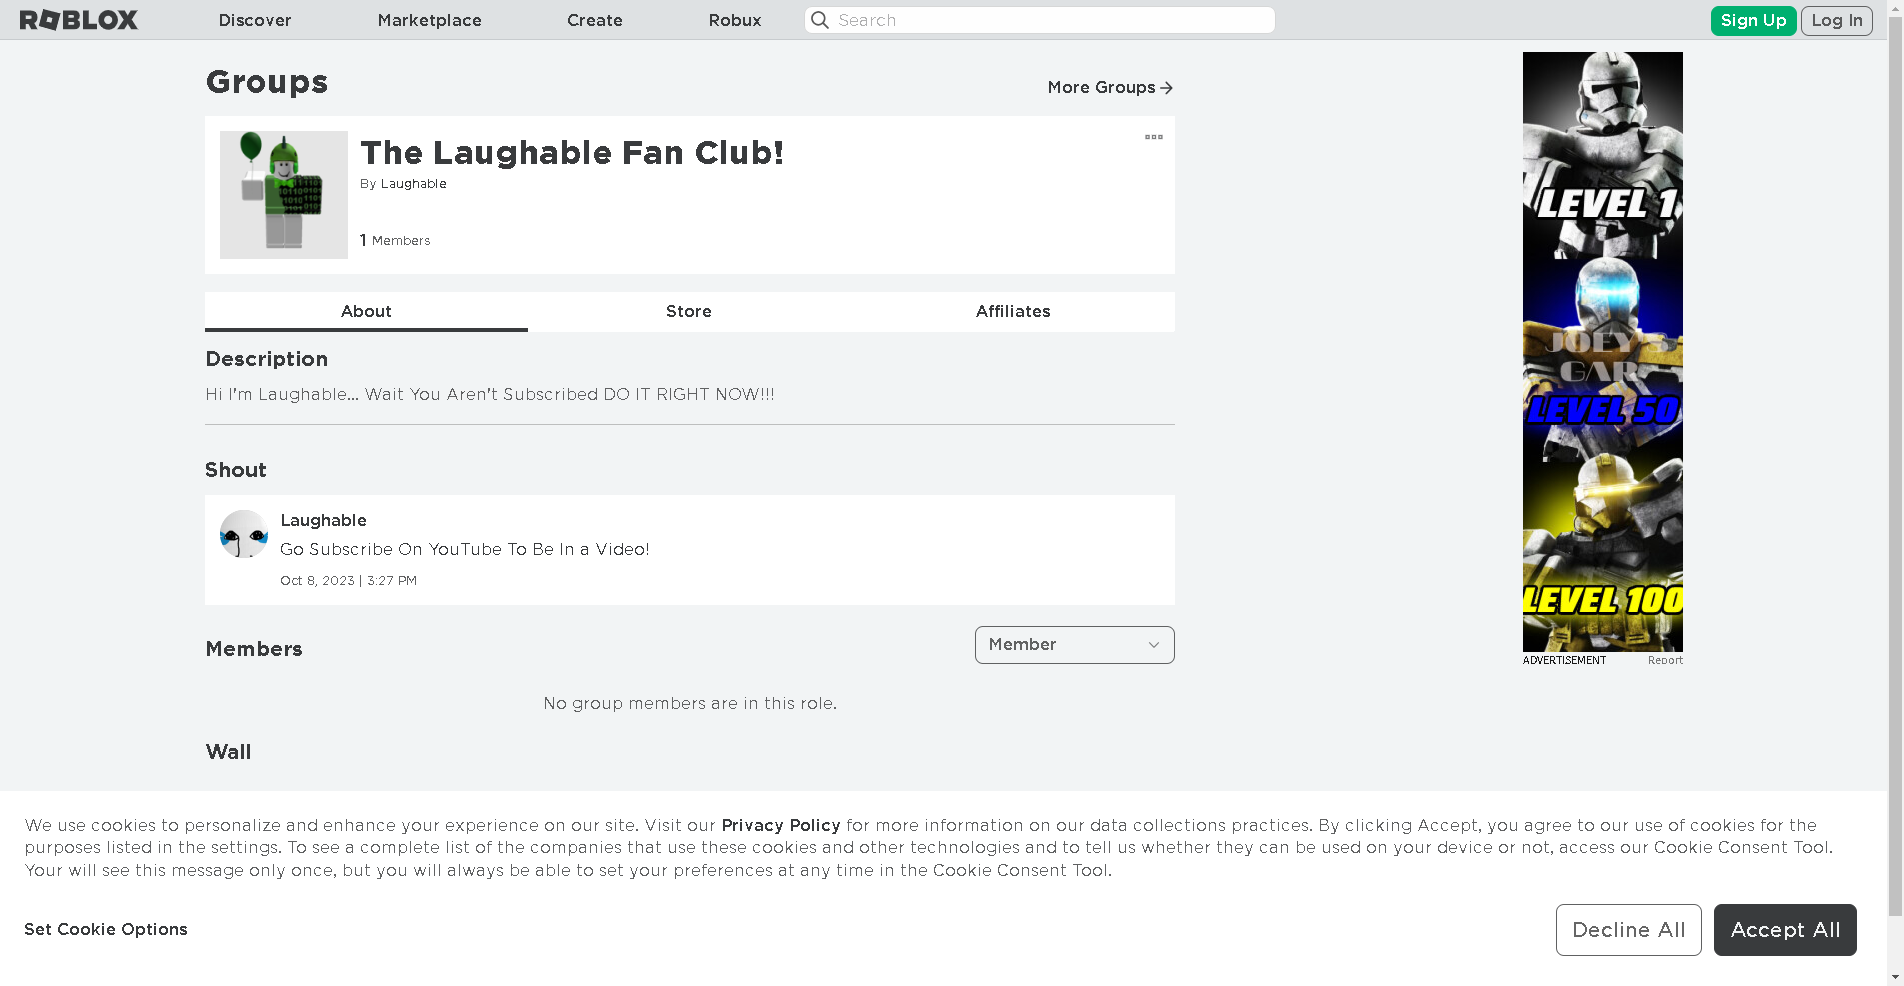 ROBLOX
Discover
Marketplace
Create
Robux
Search
Sign Up
Log In
Groups
More Groups
The Laughable Fan Club!
By Laughable
1 Members
About
Store
Affiliates
Description
Hi I'm Laughable... Wait You Aren't Subscribed DO IT RIGHT NOW!!!
Shout
Laughable
Go Subscribe On YouTube To Be In a Video!
Oct 8, 2023 | 3:27 PM
Members
Member
No group members are in this role.
Wall
LEVEL 1
JOEY'S
GAR
LEVEL 50
LEVEL 100
ADVERTISEMENT
Report
We use cookies to personalize and enhance your experience on our site. Visit our Privacy Policy for more information on our data collections practices. By clicking Accept, you agree to our use of cookies for the
purposes listed in the settings. To see a complete list of the companies that use these cookies and other technologies and to tell us whether they can be used on your device or not, access our Cookie Consent Tool.
Your will see this message only once, but you will always be able to set your preferences at any time in the Cookie Consent Tool.
Set Cookie Options
Decline All
Accept All